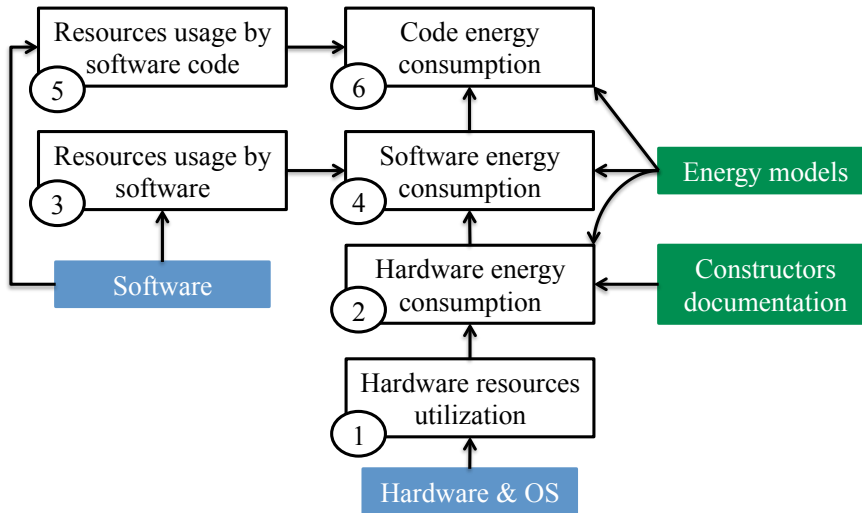 Resources usage by
software code
5
Code energy
consumption
6
Resources usage by
software
3
Software energy
consumption
4
Energy models
Software
Hardware energy
consumption
2
Constructors
documentation
Hardware resources
utilization
1
Hardware & OS